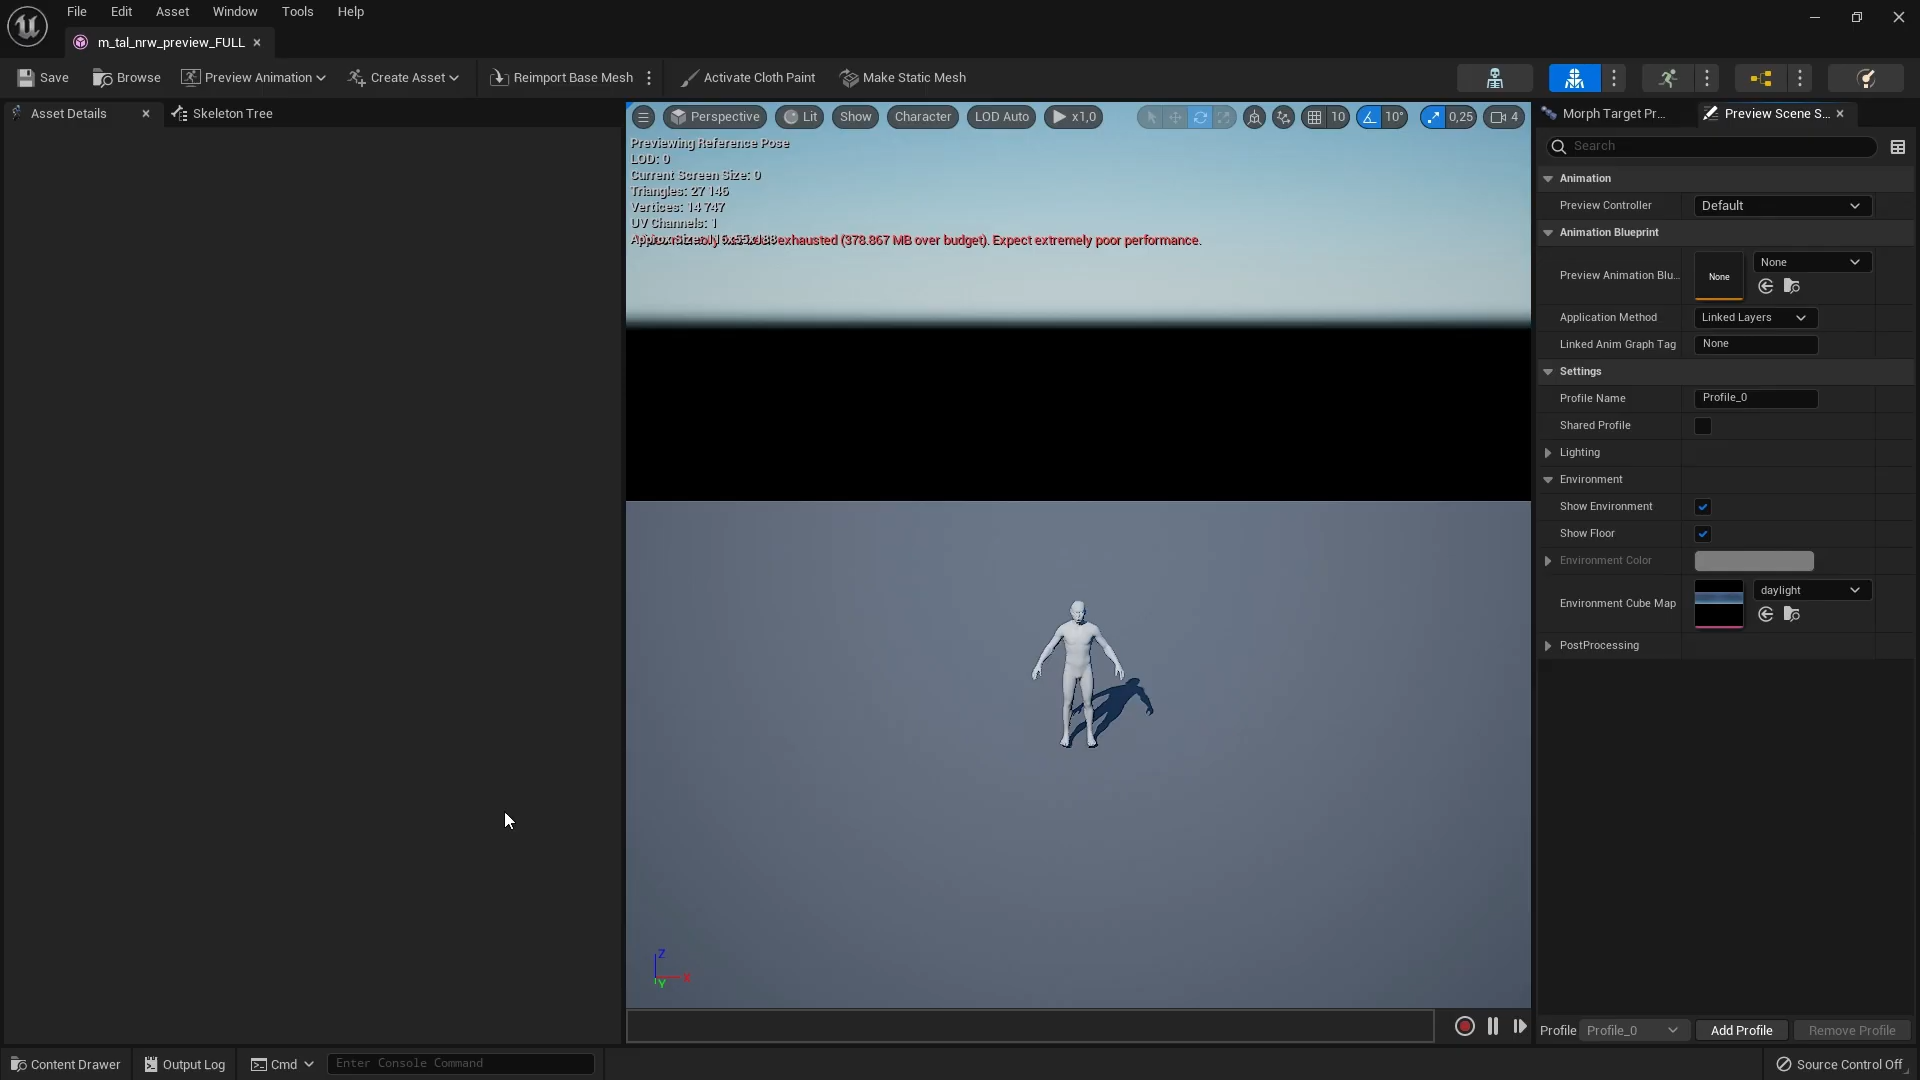 File Edit Asset Window Tools Help
m_tal_nrw_preview_FULL
Save Browse Preview Animation Create Asset Reimport Base Mesh Activate Cloth Paint Make Static Mesh
Asset Details Skeleton Tree
Perspective Lit Show Character LOD Auto x1,0 10 10° 0,25 4
Previewing Reference Pose
LOD: 0
Current Screen Size: 0
Triangles: 27 146
Vertices: 14 747
UV Channels: 1
Approx Size: exhausted (378.867 MB over budget). Expect extremely poor performance.
Morph Target Pr... Preview Scene S...
Search
Animation
Preview Controller Default
Animation Blueprint
Preview Animation Blu... None None
Application Method Linked Layers
Linked Anim Graph Tag None
Settings
Profile Name Profile_0
Shared Profile
Lighting
Environment
Show Environment
Show Floor
Environment Color
Environment Cube Map daylight
PostProcessing
Z
X
Y
Profile Profile_0 Add Profile Remove Profile
Content Drawer Output Log Cmd Enter Console Command Source Control Off